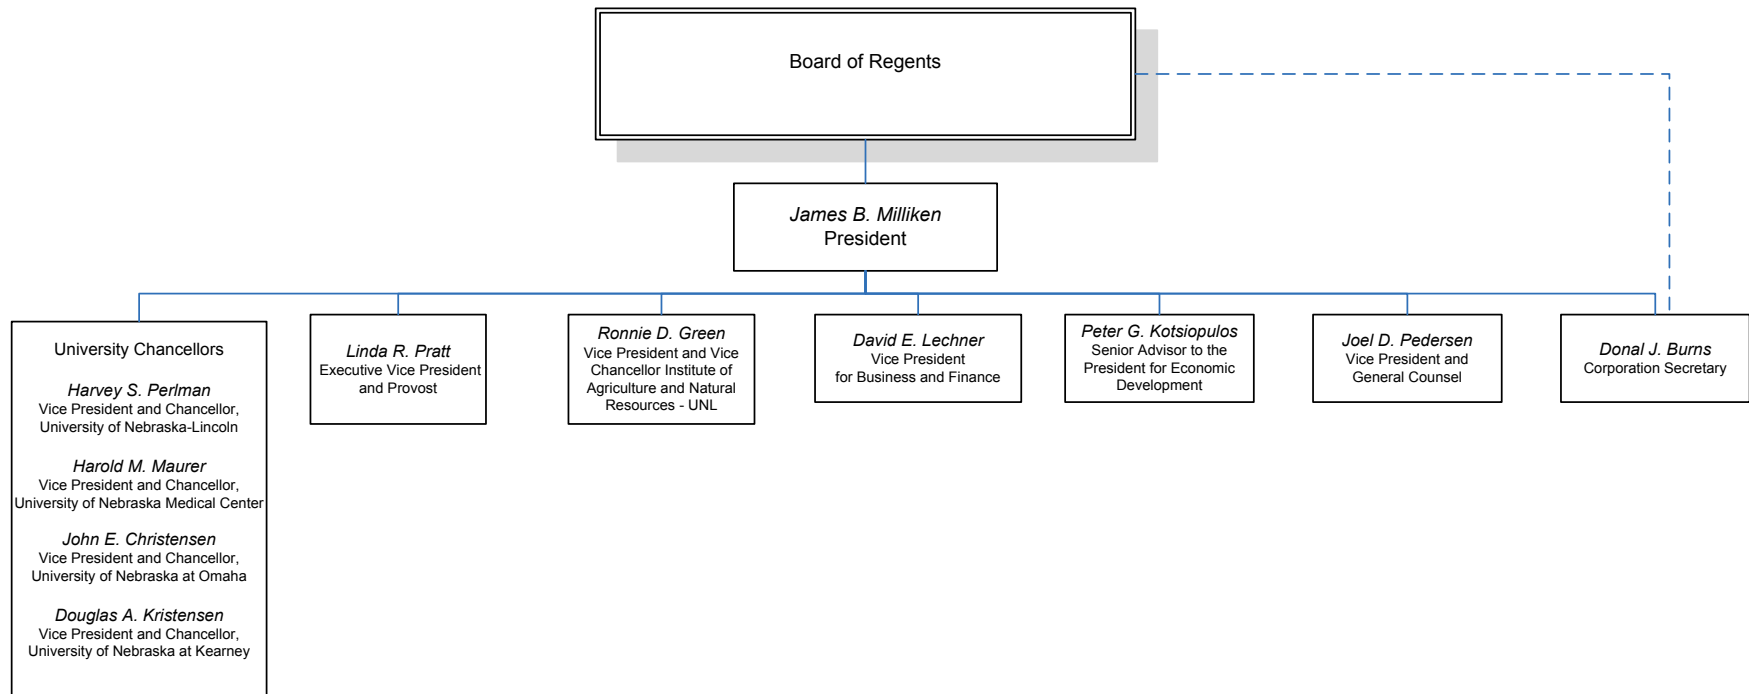 Board of Regents
James B. Milliken
President
University Chancellors
Harvey S. Perlman
Vice President and Chancellor,
University of Nebraska-Lincoln
Harold M. Maurer
Vice President and Chancellor,
University of Nebraska Medical Center
John E. Christensen
Vice President and Chancellor,
University of Nebraska at Omaha
Douglas A. Kristensen
Vice President and Chancellor,
University of Nebraska at Kearney
Linda R. Pratt
Executive Vice President
and Provost
Ronnie D. Green
Vice President and Vice
Chancellor Institute of
Agriculture and Natural
Resources - UNL
David E. Lechner
Vice President
for Business and Finance
Peter G. Kotsiopulos
Senior Advisor to the
President for Economic
Development
Joel D. Pedersen
Vice President and
General Counsel
Donal J. Burns
Corporation Secretary